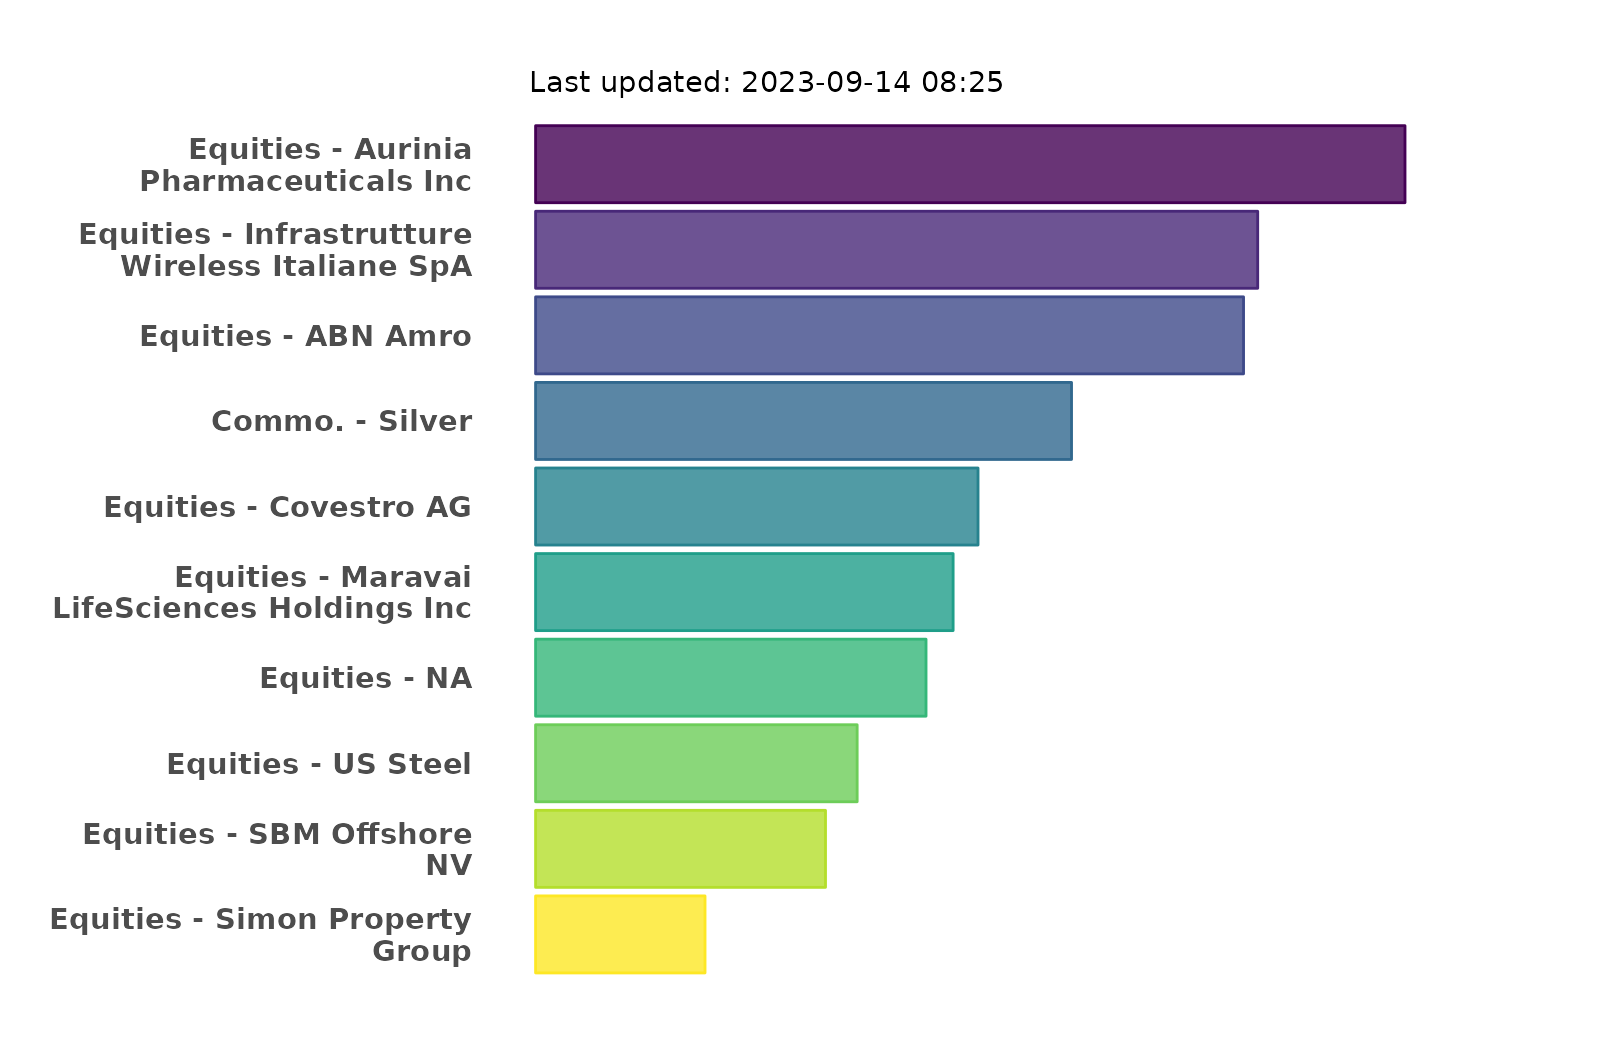 Last updated: 2023-09-14 08:25
Equities - Aurinia
Pharmaceuticals Inc
Equities - Infrastrutture
Wireless Italiane SpA
Equities - ABN Amro
Commo. - Silver
Equities - Covestro AG
Equities - Maravai
LifeSciences Holdings Inc
Equities - NA
Equities - US Steel
Equities - SBM Offshore
NV
Equities - Simon Property
Group